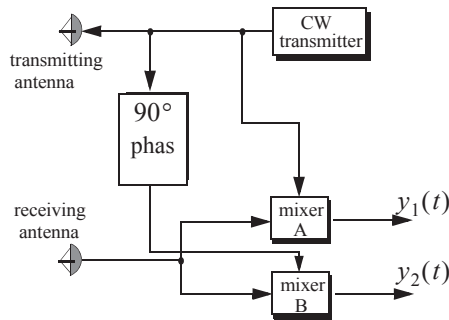 CW
transmitter
transmitting
antenna
90°
phas
receiving
antenna
mixer
A
y₁(t)
mixer
B
y₂(t)